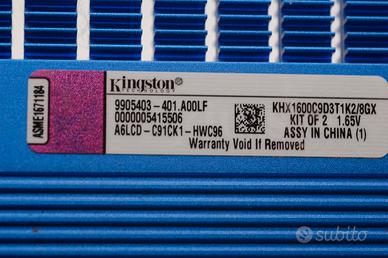 Kingston
TECHNOLOGY
9905403-401.A00LF
0000005415506
A6LCD-C91CK1-HWC96
KHX1600C9D3T1K2/8GX
KIT OF 2 1.65V
ASSY IN CHINA (1)
Warranty Void If Removed
ASME1671184
subito